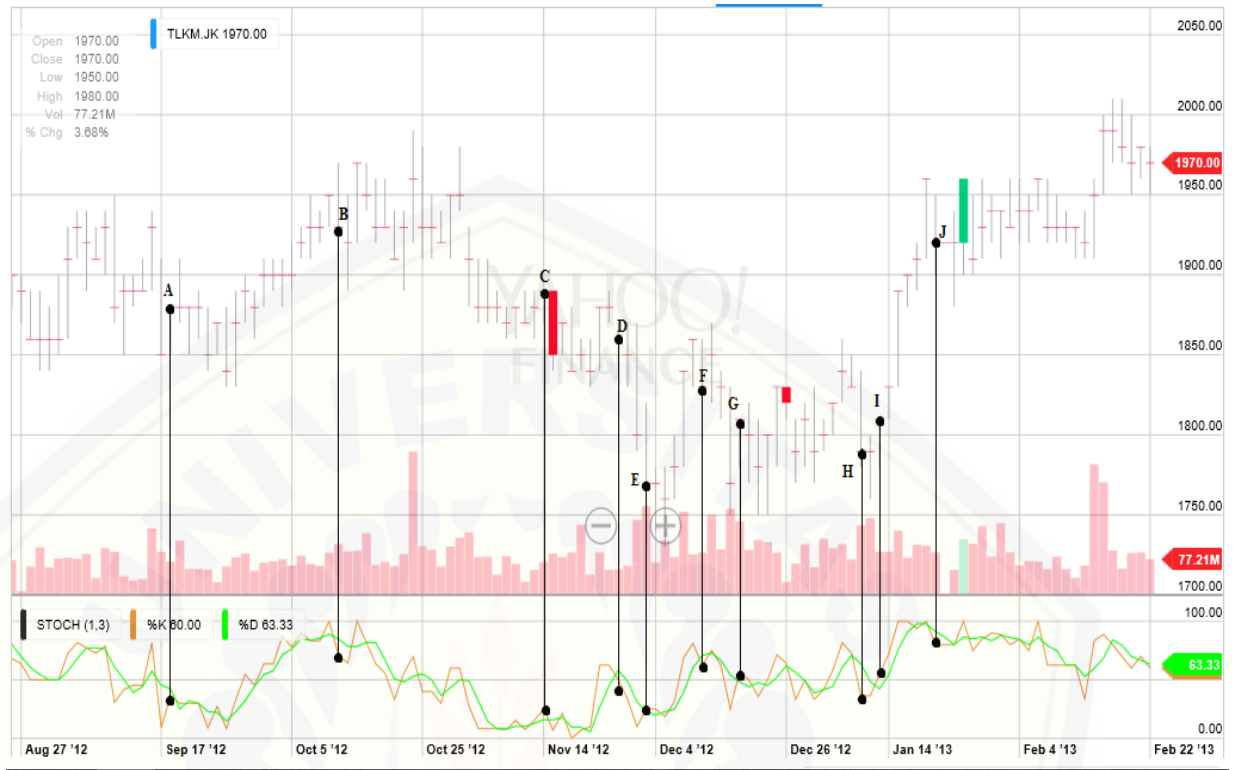 TLKM.JK 1970.00
Open 1970.00
Close 1970.00
Low 1950.00
High 1980.00
Vol 77.21M
% Chg 3.68%
2050.00
2000.00
1970.00
1950.00
1900.00
1850.00
1800.00
1750.00
77.21M
1700.00
A
B
C
D
E
F
G
H
I
J
YAHOO!
FINANCE
UNIVERSITAS
STOCH (1,3) %K 60.00 %D 63.33
100.00
63.33
0.00
Aug 27 '12 Sep 17 '12 Oct 5 '12 Oct 25 '12 Nov 14 '12 Dec 4 '12 Dec 26 '12 Jan 14 '13 Feb 4 '13 Feb 22 '13